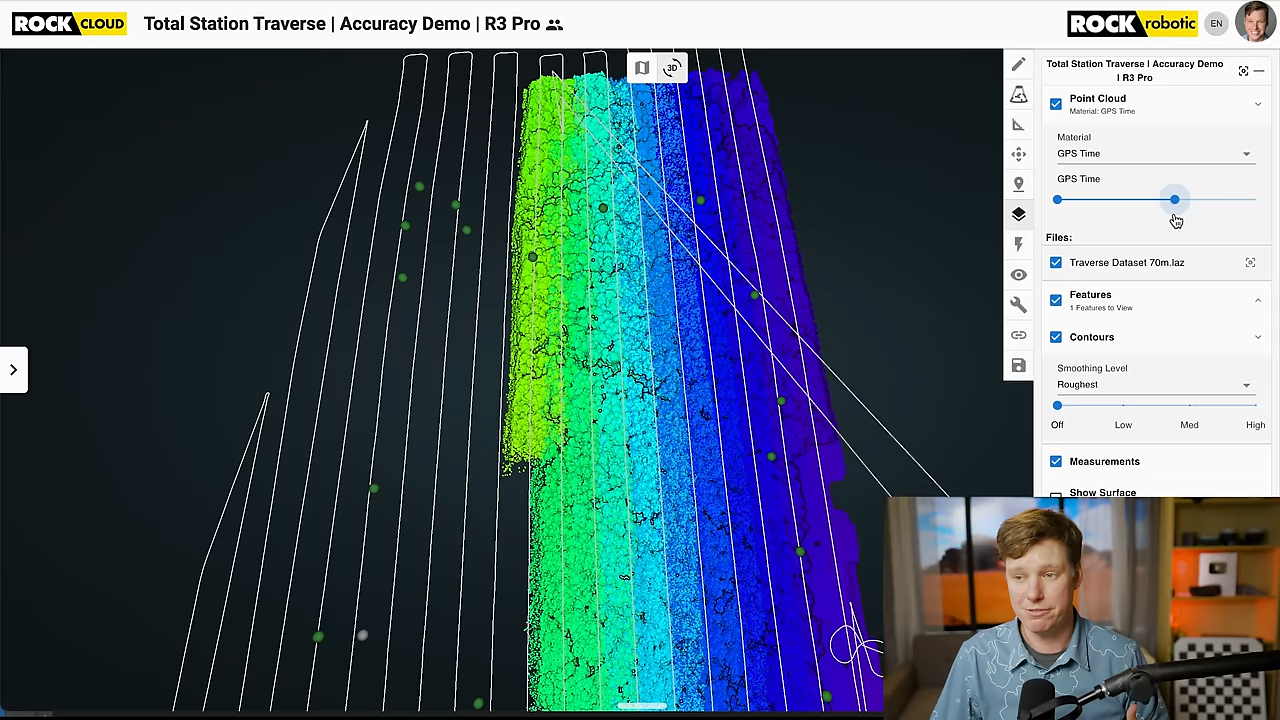 ROCK CLOUD
Total Station Traverse | Accuracy Demo | R3 Pro
ROCK robotic
EN
3D
Total Station Traverse | Accuracy Demo
| R3 Pro
Point Cloud
Material: GPS Time
Material
GPS Time
GPS Time
Files:
Traverse Dataset 70m.laz
Features
1 Features to View
Contours
Smoothing Level
Roughest
Off
Low
Med
High
Measurements
Show Surface